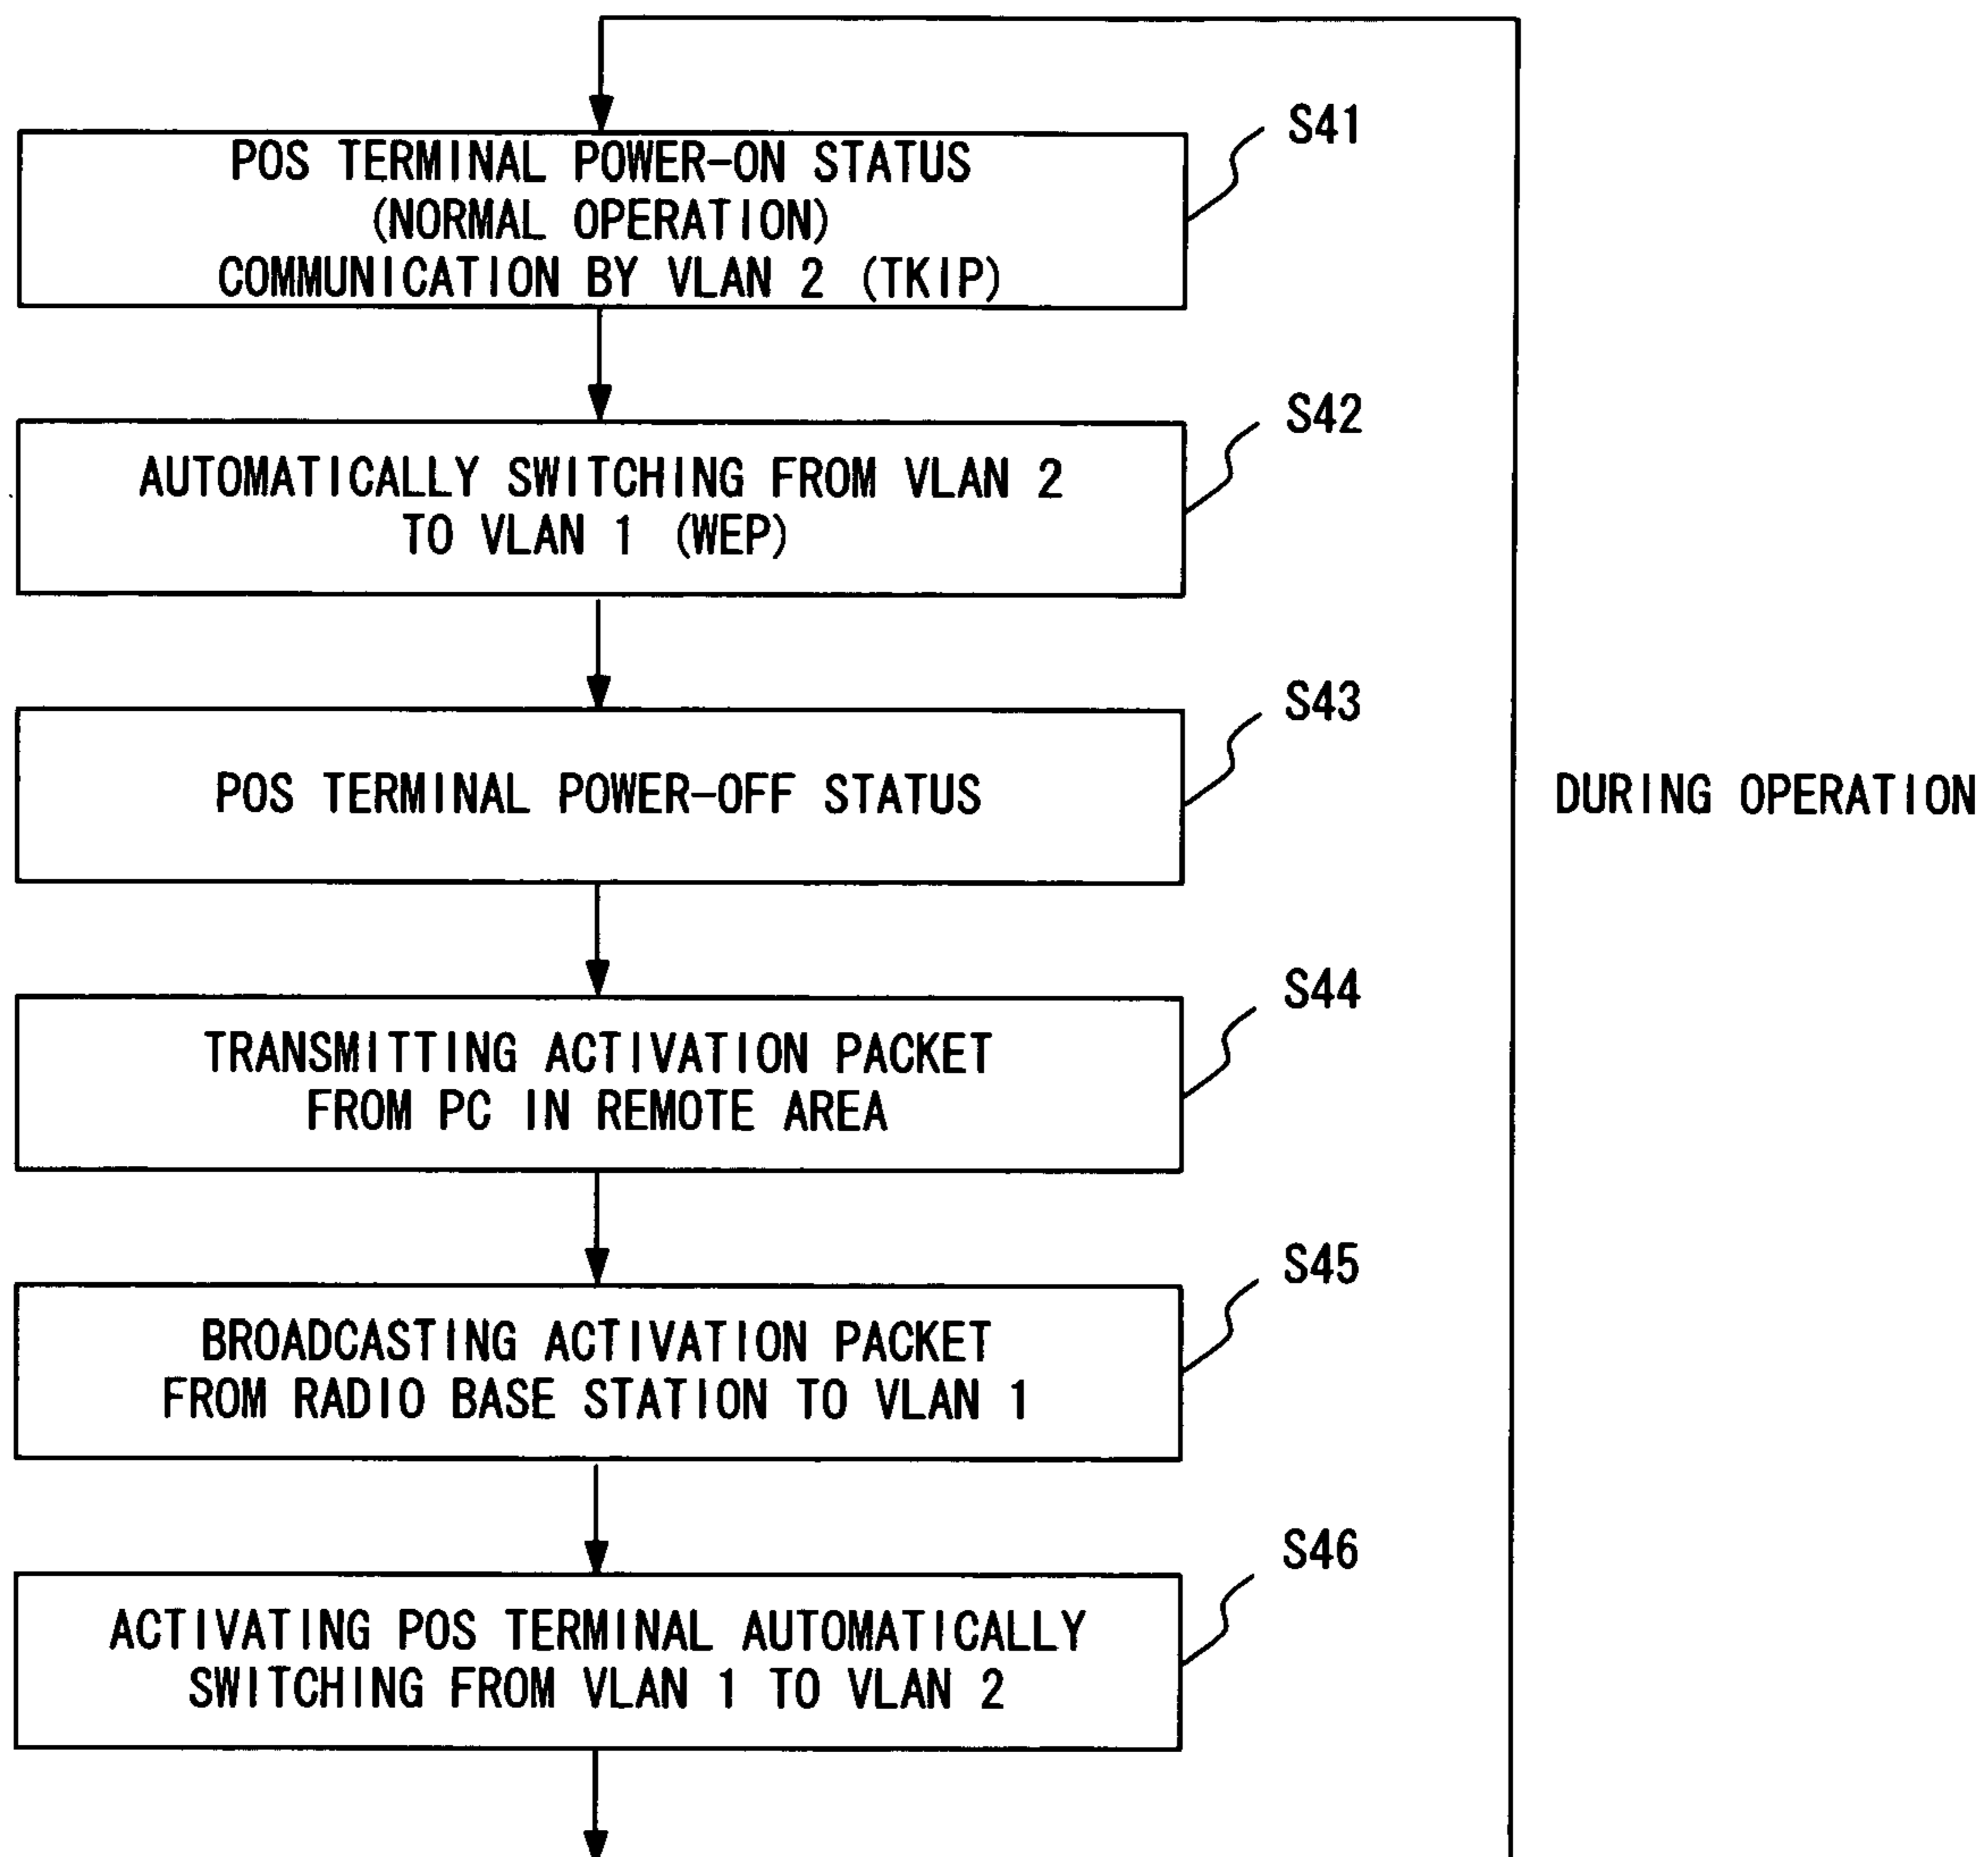 S41
POS TERMINAL POWER-ON STATUS
(NORMAL OPERATION)
COMMUNICATION BY VLAN 2 (TKIP)
S42
AUTOMATICALLY SWITCHING FROM VLAN 2
TO VLAN 1 (WEP)
S43
POS TERMINAL POWER-OFF STATUS
DURING OPERATION
S44
TRANSMITTING ACTIVATION PACKET
FROM PC IN REMOTE AREA
S45
BROADCASTING ACTIVATION PACKET
FROM RADIO BASE STATION TO VLAN 1
S46
ACTIVATING POS TERMINAL AUTOMATICALLY
SWITCHING FROM VLAN 1 TO VLAN 2